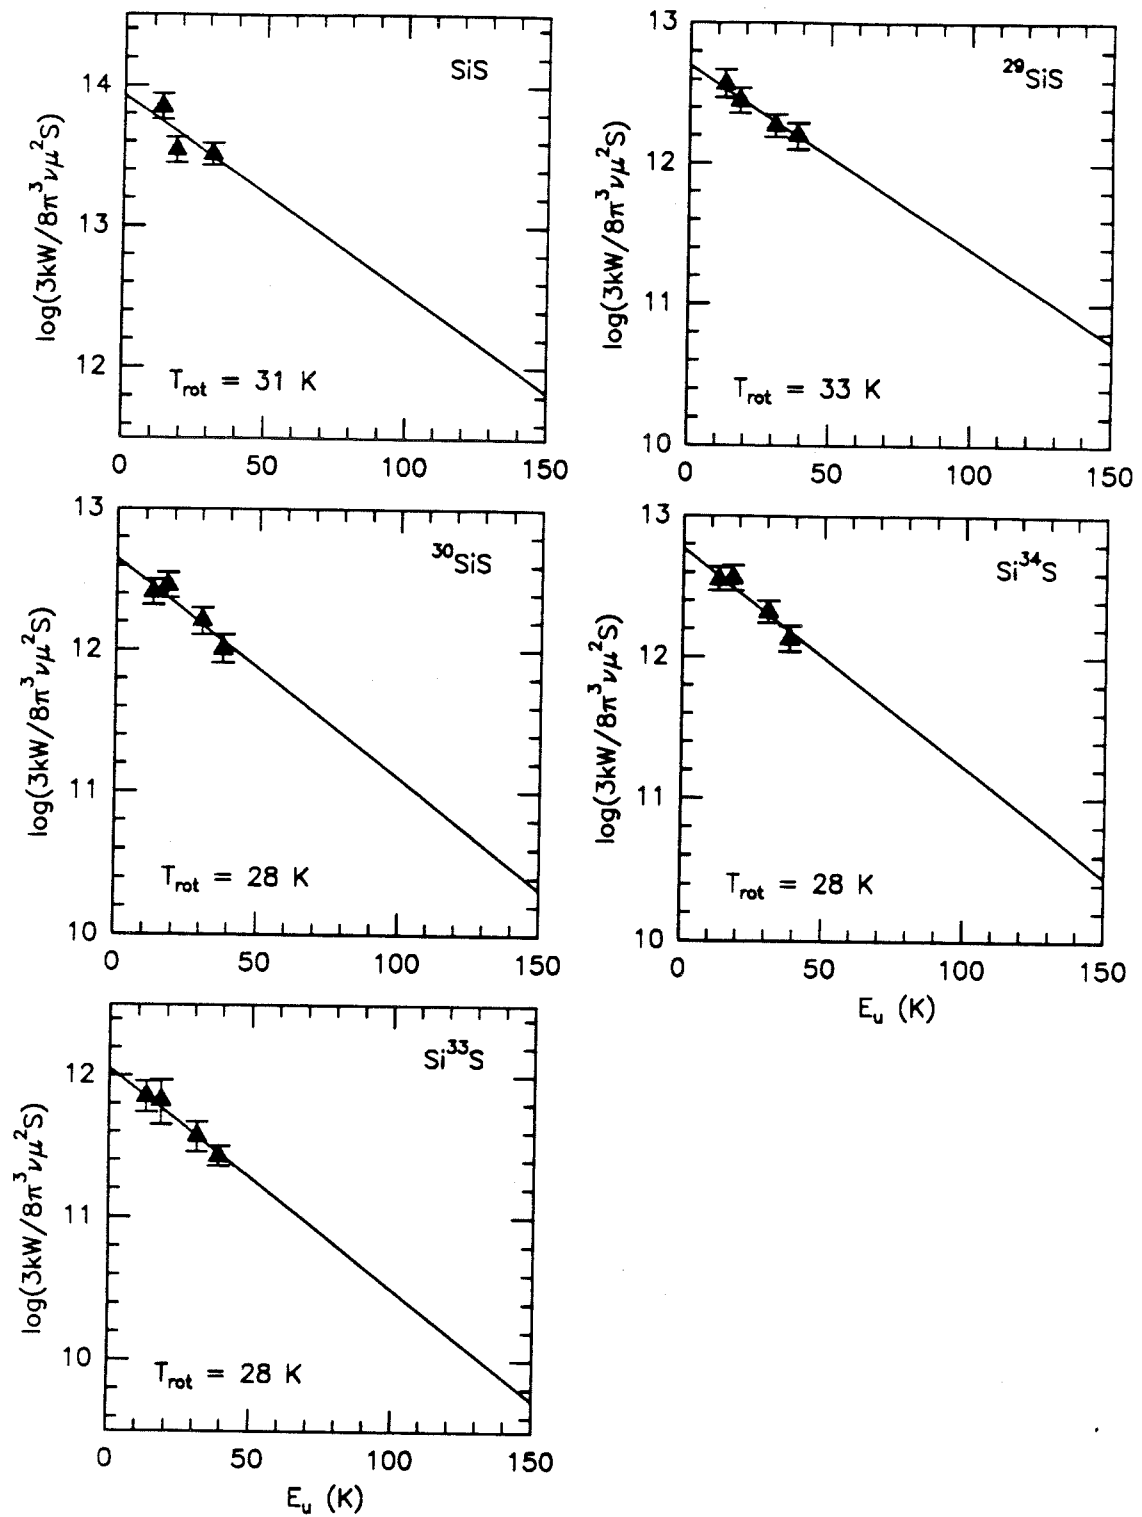 SiS
14
13
12
log(3kW/8π³νμ²S)
T_rot = 31 K
0 50 100 150
²⁹SiS
13
12
11
10
log(3kW/8π³νμ²S)
T_rot = 33 K
0 50 100 150
³⁰SiS
13
12
11
10
log(3kW/8π³νμ²S)
T_rot = 28 K
0 50 100 150
Si³⁴S
13
12
11
10
log(3kW/8π³νμ²S)
T_rot = 28 K
0 50 100 150
E_u (K)
Si³³S
12
11
10
log(3kW/8π³νμ²S)
T_rot = 28 K
0 50 100 150
E_u (K)